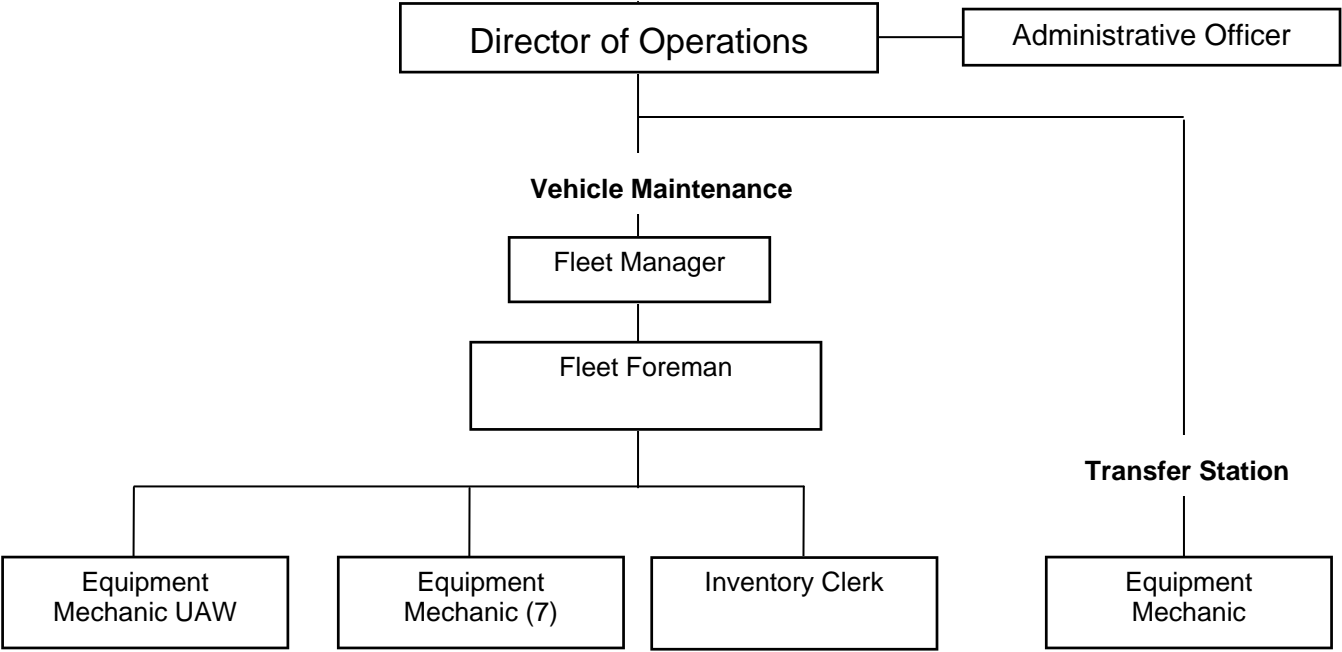 Director of Operations
Administrative Officer
Vehicle Maintenance
Fleet Manager
Fleet Foreman
Transfer Station
Equipment
Mechanic UAW
Equipment
Mechanic (7)
Inventory Clerk
Equipment
Mechanic